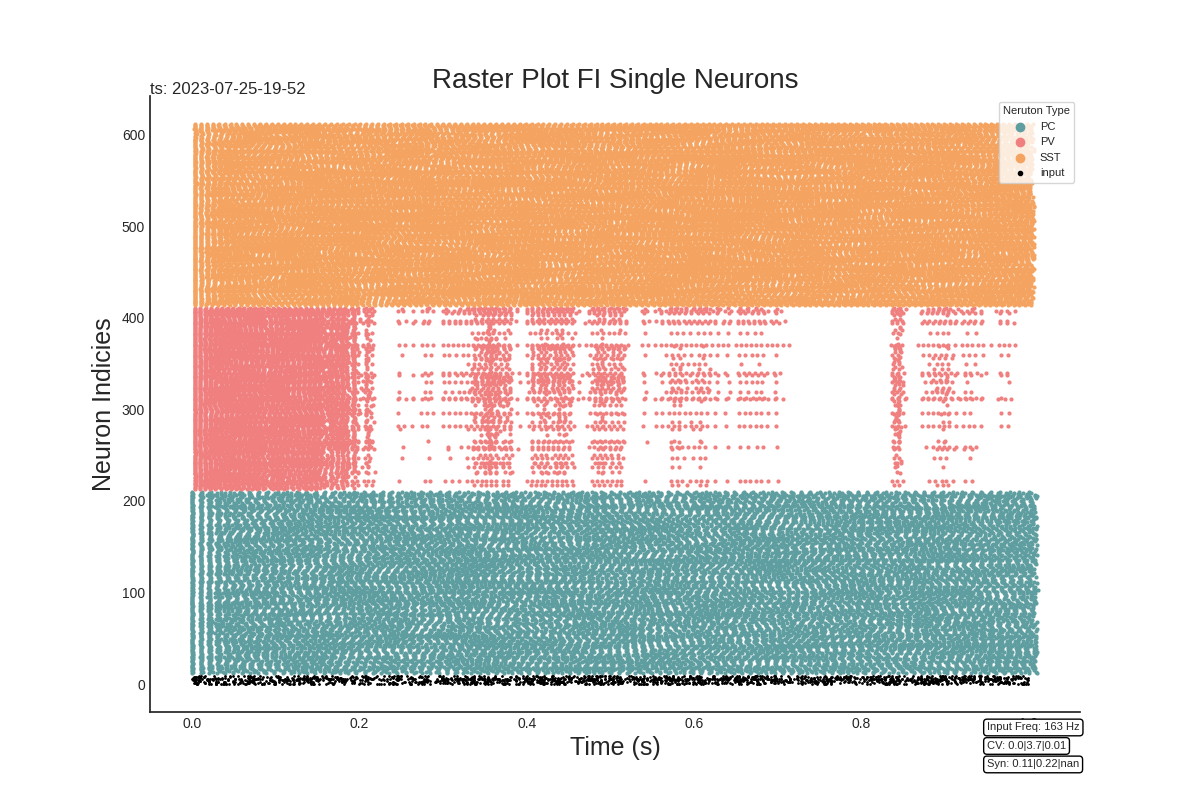 Raster Plot FI Single Neurons
ts: 2023-07-25-19-52
Neruton Type
PC
PV
SST
input
Neuron Indicies
600
500
400
300
200
100
0
0.0 0.2 0.4 0.6 0.8
Time (s)
Input Freq: 163 Hz
CV: 0.0|3.7|0.01
Syn: 0.11|0.22|nan